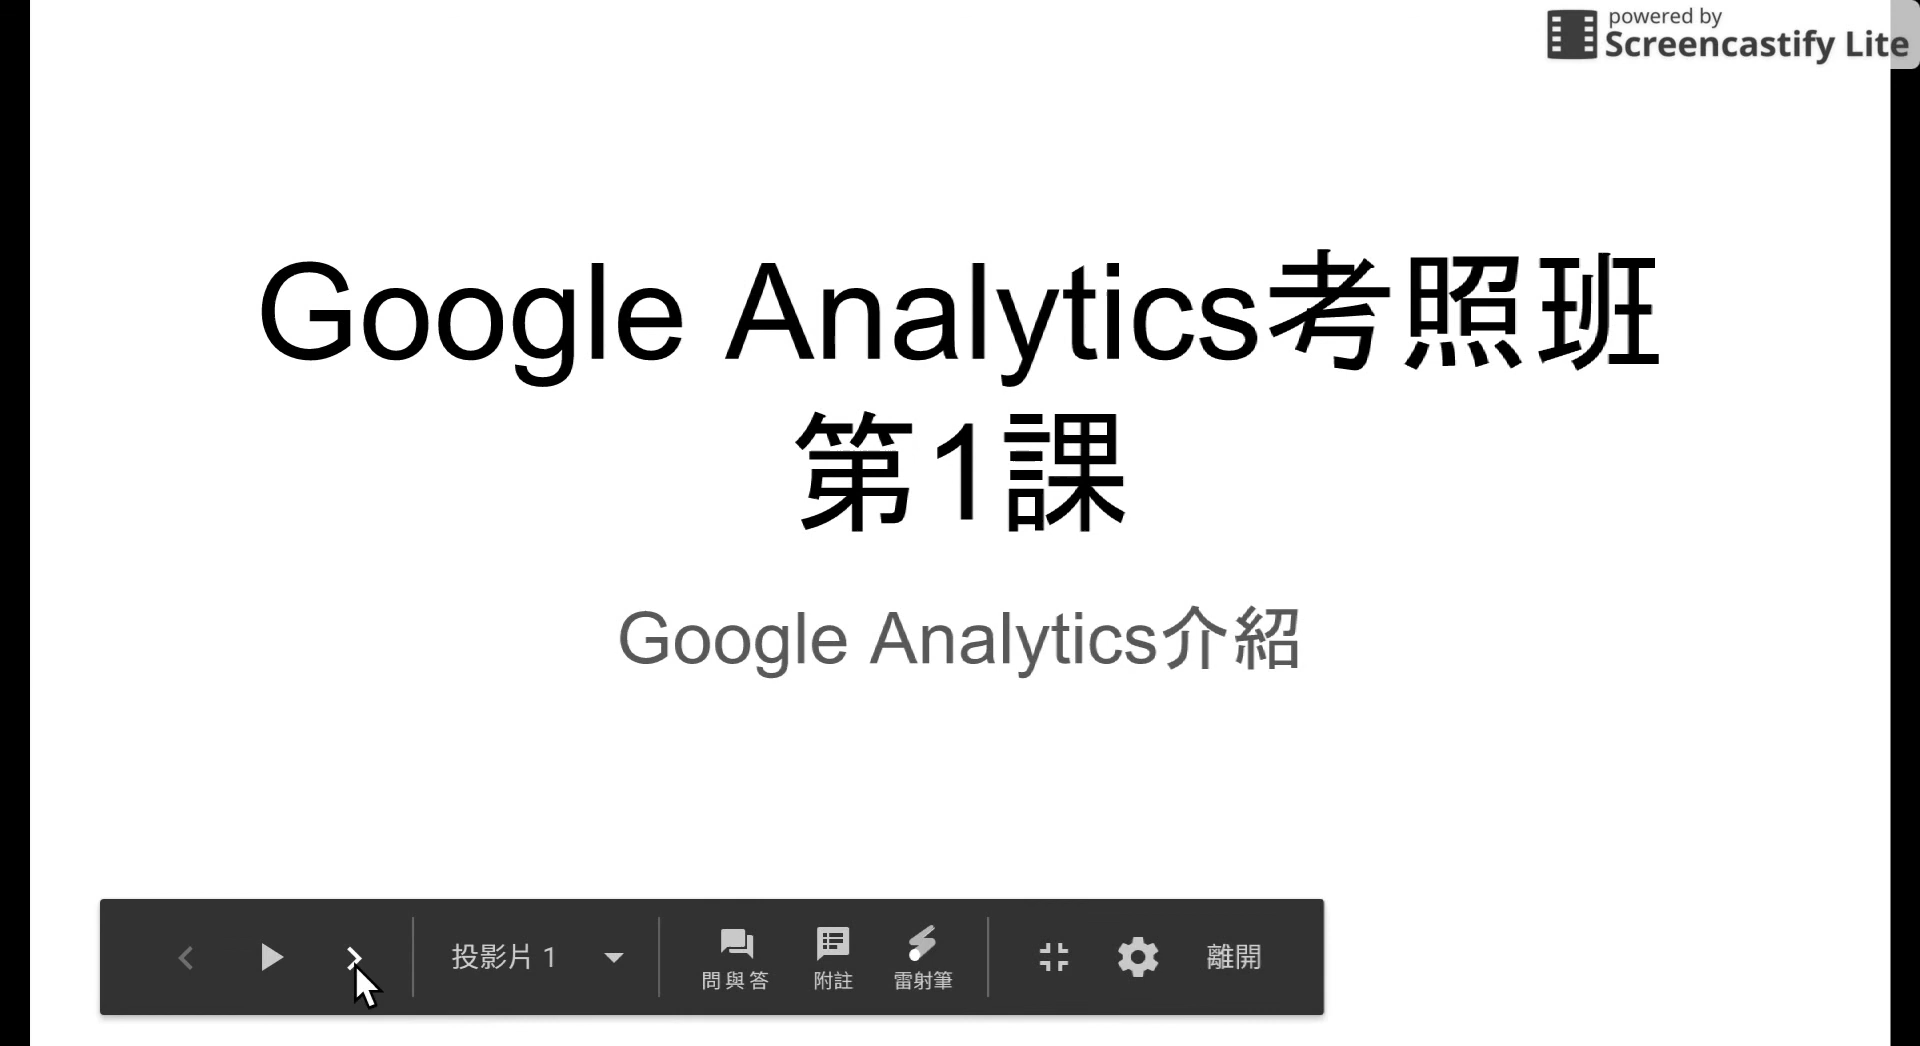 powered by
Screencastify Lite
Google Analytics考照班
第1課
Google Analytics介紹
投影片 1
問與答
附註
雷射筆
離開